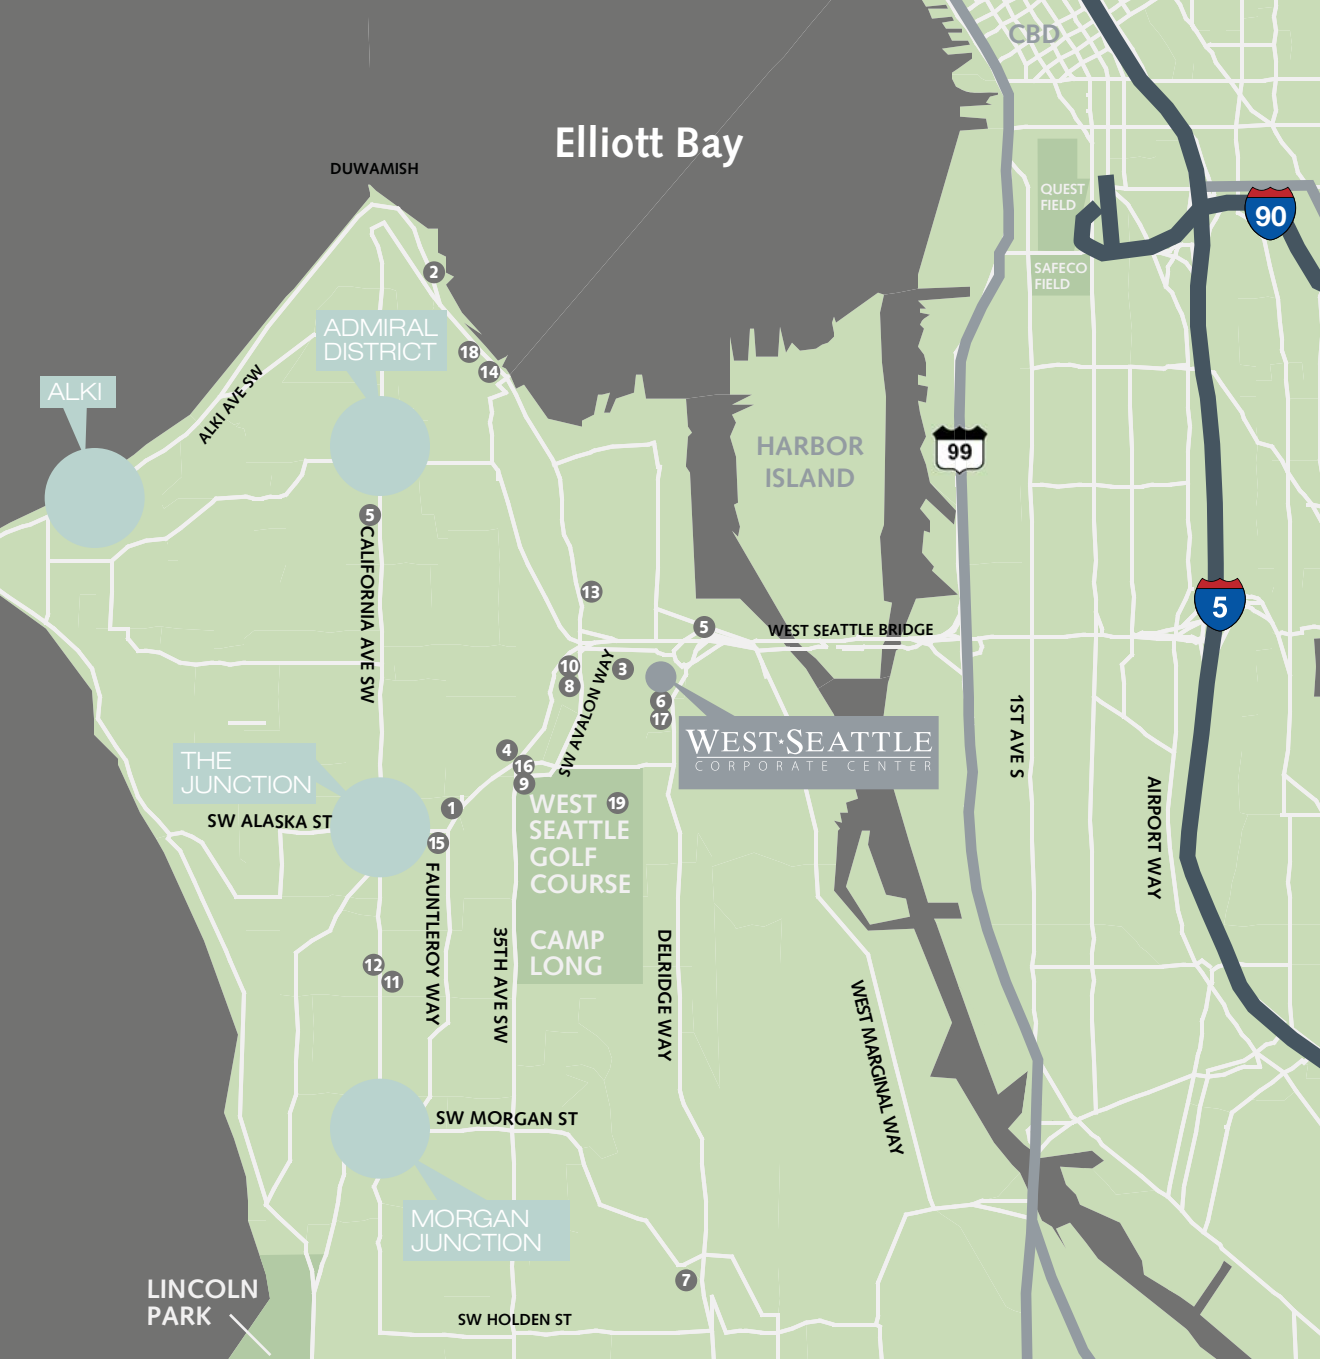 CBD
Elliott Bay
DUWAMISH
QUEST
FIELD
90
SAFECO
FIELD
2
ADMIRAL
DISTRICT
18
14
ALKI
ALKI AVE SW
HARBOR
ISLAND
99
5
CALIFORNIA AVE SW
13
5
5
WEST SEATTLE BRIDGE
10
8
3
SW AVALON WAY
6
17
1ST AVE S
WEST★SEATTLE
CORPORATE CENTER
THE
JUNCTION
4
16
9
AIRPORT WAY
1
WEST
SEATTLE
GOLF
COURSE
19
SW ALASKA ST
15
FAUNTLEROY WAY
35TH AVE SW
CAMP
LONG
DELRIDGE WAY
12
11
WEST MARGINAL WAY
SW MORGAN ST
MORGAN
JUNCTION
7
LINCOLN
PARK
SW HOLDEN ST